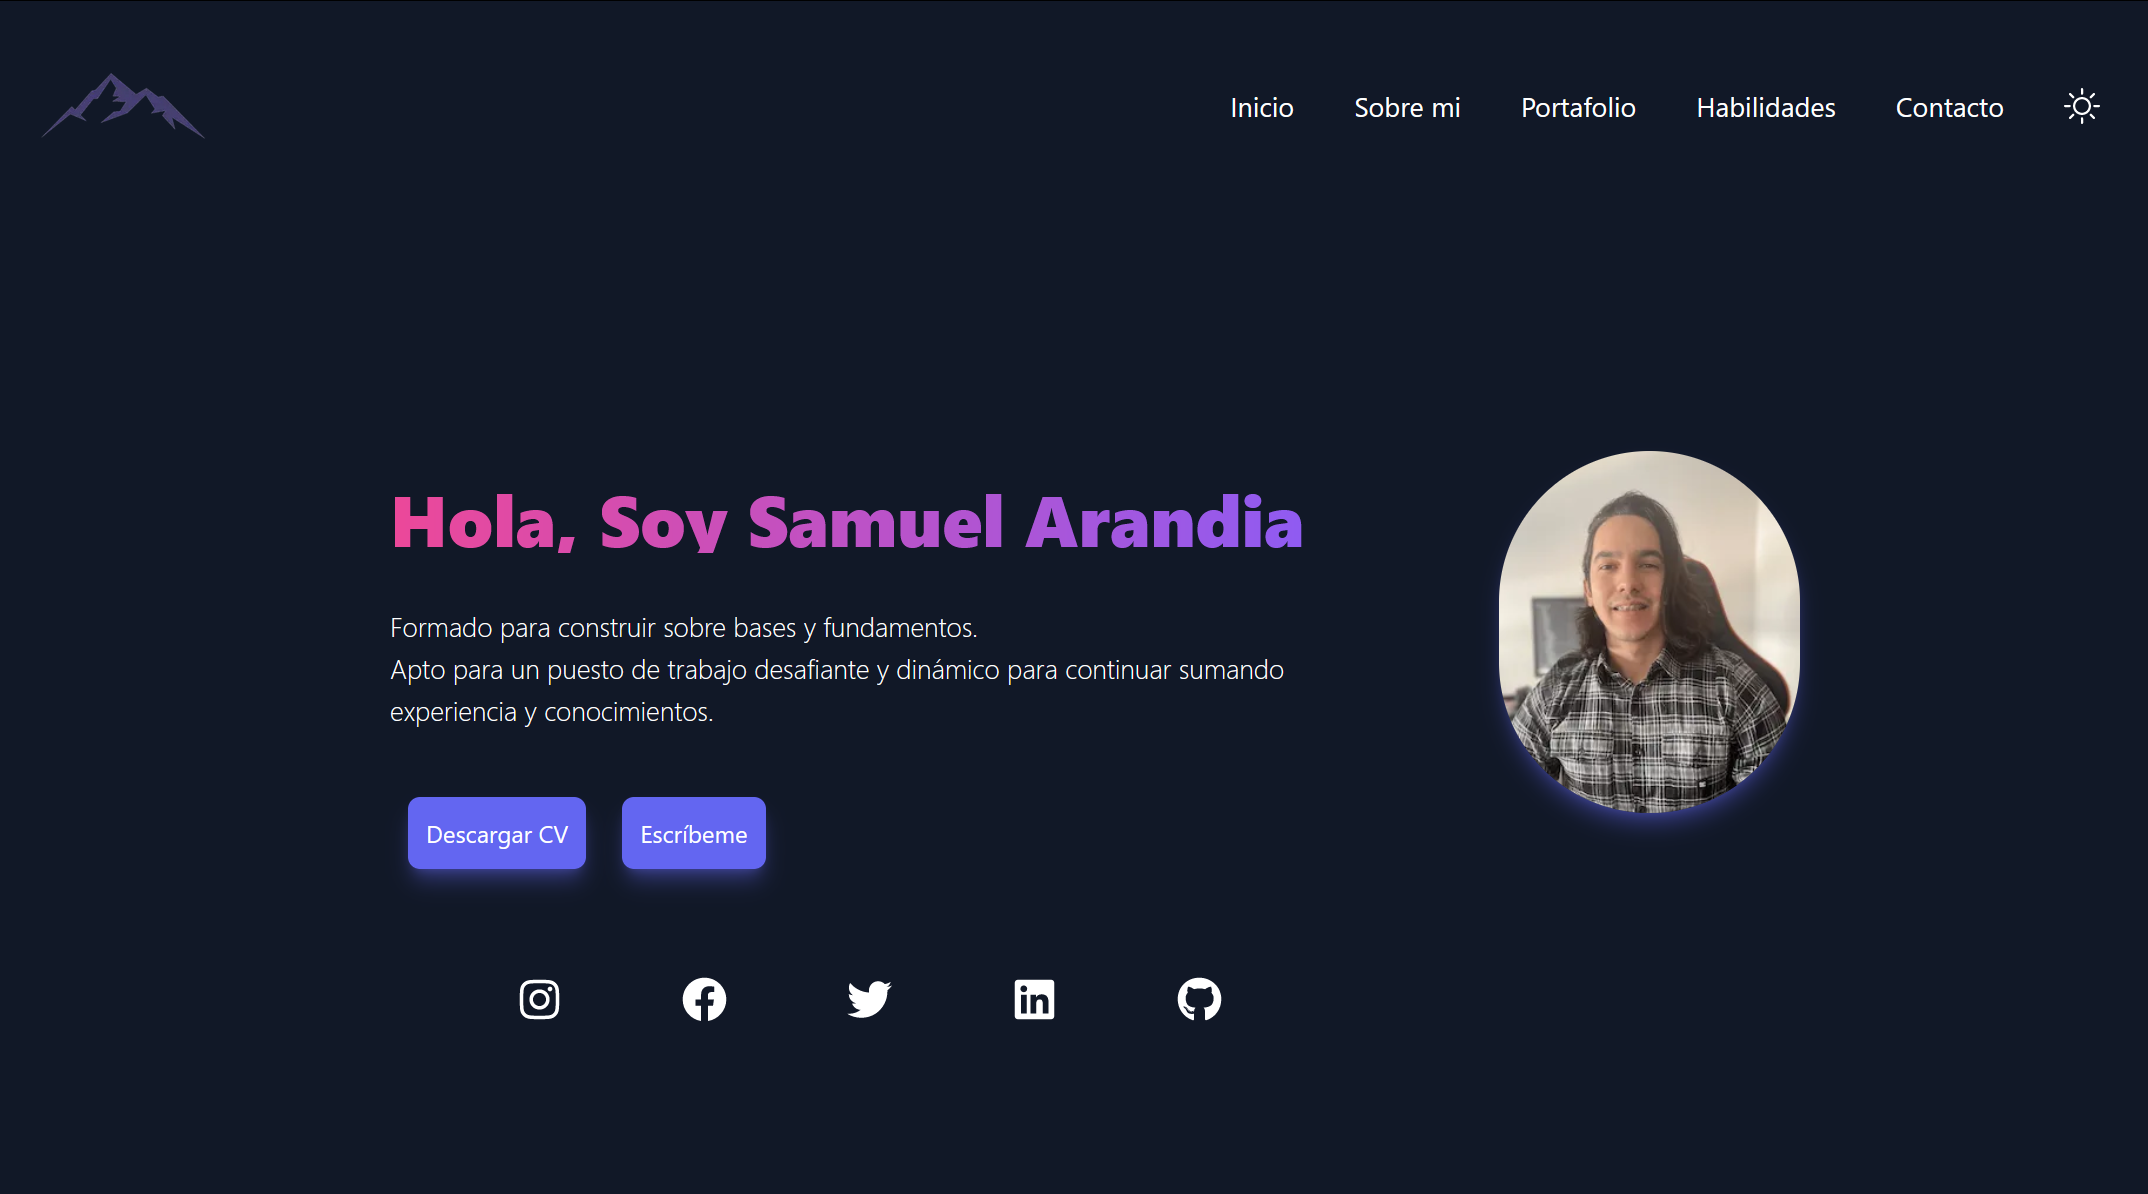 Inicio
Sobre mi
Portafolio
Habilidades
Contacto
Hola, Soy Samuel Arandia
Formado para construir sobre bases y fundamentos.
Apto para un puesto de trabajo desafiante y dinámico para continuar sumando
experiencia y conocimientos.
Descargar CV
Escríbeme